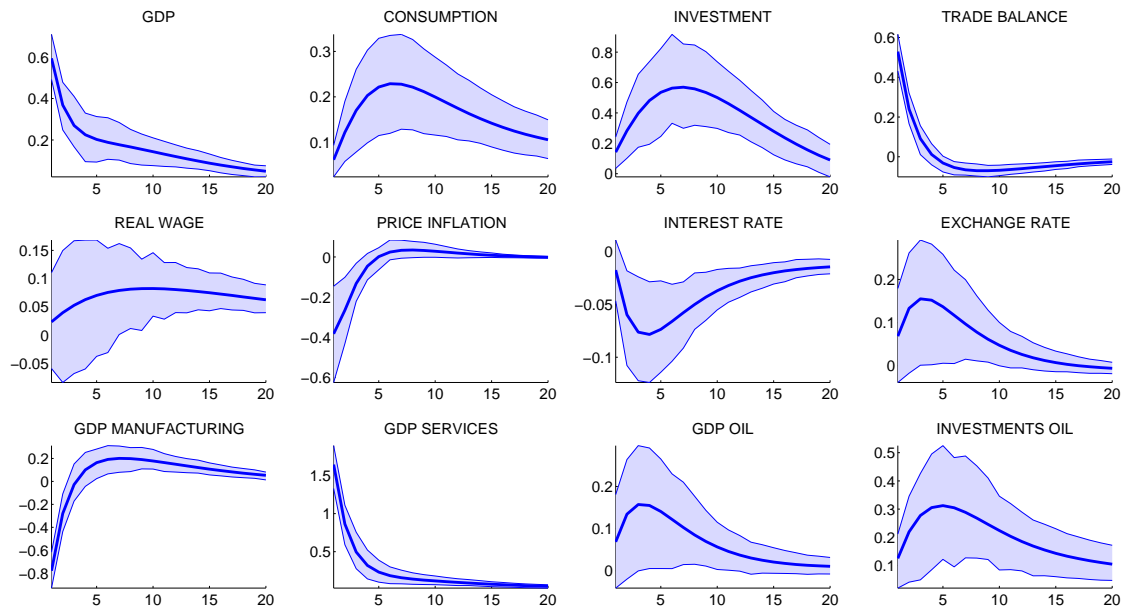 GDP
0.6
0.4
0.2
5 10 15 20
CONSUMPTION
0.3
0.2
0.1
5 10 15 20
INVESTMENT
0.8
0.6
0.4
0.2
0
5 10 15 20
TRADE BALANCE
0.6
0.4
0.2
0
5 10 15 20
REAL WAGE
0.15
0.1
0.05
0
−0.05
5 10 15 20
PRICE INFLATION
0
−0.2
−0.4
−0.6
5 10 15 20
INTEREST RATE
0
−0.05
−0.1
5 10 15 20
EXCHANGE RATE
0.2
0.1
0
5 10 15 20
GDP MANUFACTURING
0.2
0
−0.2
−0.4
−0.6
−0.8
5 10 15 20
GDP SERVICES
1.5
1
0.5
5 10 15 20
GDP OIL
0.2
0.1
0
5 10 15 20
INVESTMENTS OIL
0.5
0.4
0.3
0.2
0.1
5 10 15 20